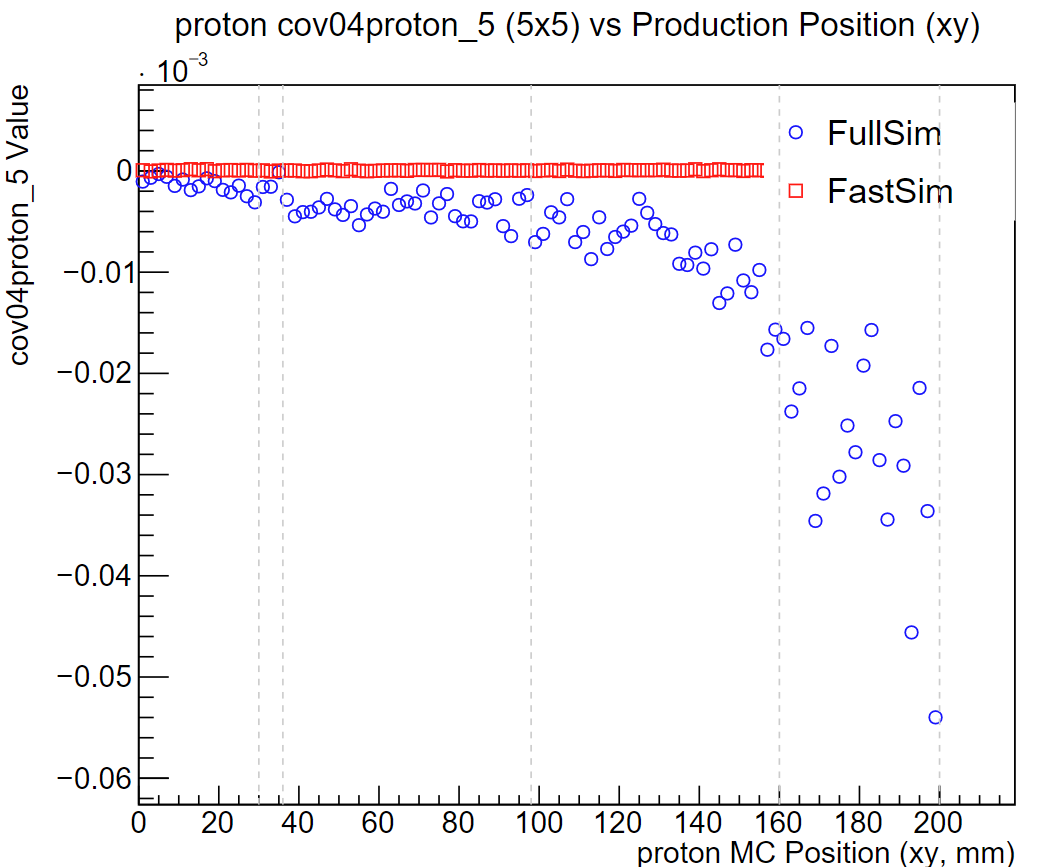 proton cov04proton_5 (5x5) vs Production Position (xy)
· 10⁻³
cov04proton_5 Value
FullSim
FastSim
0
−0.01
−0.02
−0.03
−0.04
−0.05
−0.06
0 20 40 60 80 100 120 140 160 180 200
proton MC Position (xy, mm)